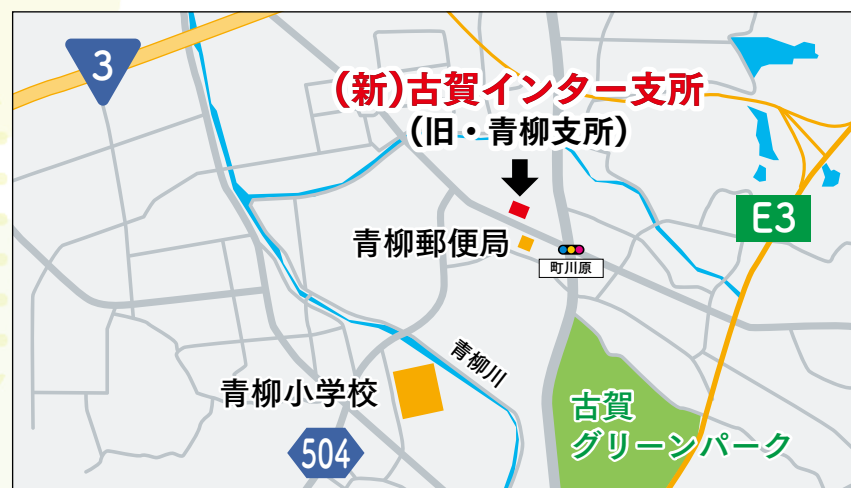 3
(新)古賀インター支所
(旧・青柳支所)
E3
青柳郵便局
町川原
青柳川
青柳小学校
古賀
グリーンパーク
504